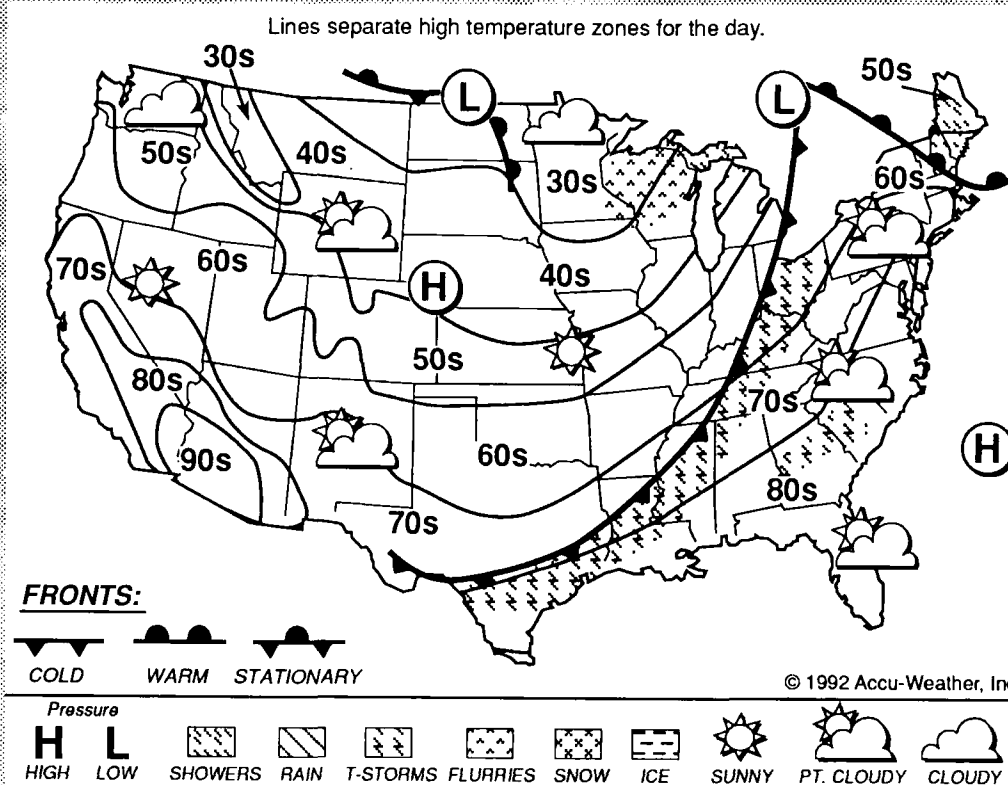 Lines separate high temperature zones for the day.
30s
50s
L
L
50s
40s
30s
60s
70s
60s
H
40s
50s
80s
70s
90s
60s
H
80s
70s
FRONTS:
COLD WARM STATIONARY
© 1992 Accu-Weather, Inc
Pressure
H L
HIGH LOW SHOWERS RAIN T-STORMS FLURRIES SNOW ICE SUNNY PT. CLOUDY CLOUDY